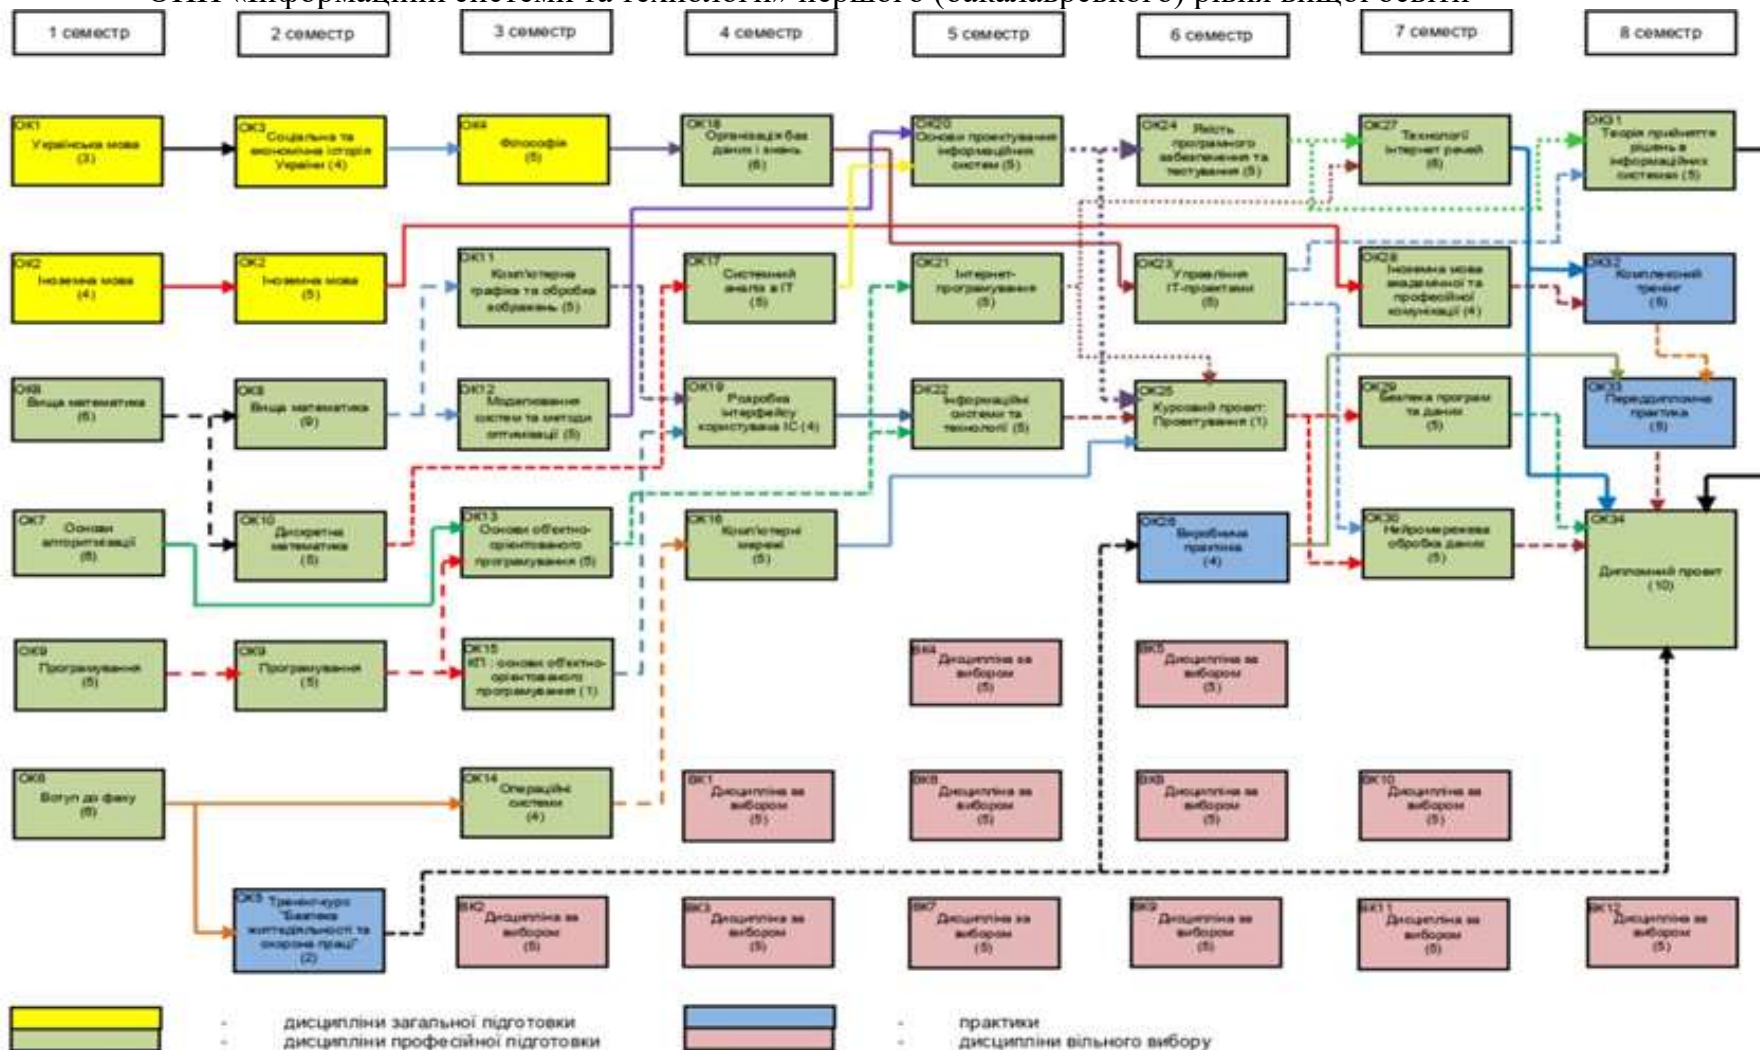 ОПП «Інформаційні системи та технології» першого (бакалаврського) рівня вищої освіти
1 семестр
2 семестр
3 семестр
4 семестр
5 семестр
6 семестр
7 семестр
8 семестр
ОК1
Українська мова
(3)
ОК3
Соціальна та
економічна історія
України (4)
ОК4
Філософія
(5)
ОК18
Організація баз
даних і знань
(6)
ОК20
Основи проектування
інформаційних
систем (5)
ОК24
Якість
програмного
забезпечення та
тестування (5)
ОК27
Технології
Інтернет речей
(6)
ОК31
Теорія прийняття
рішень в
інформаційних
системах (5)
ОК2
Іноземна мова
(4)
ОК2
Іноземна мова
(5)
ОК11
Комп'ютерна
графіка та обробка
зображень (5)
ОК17
Системний
аналіз в ІТ
(5)
ОК21
Інтернет-
програмування
(5)
ОК23
Управління
ІТ-проектами
(5)
ОК28
Іноземна мова
академічної та
професійної
комунікації (4)
ОК32
Комплексний
тренінг
(5)
ОК8
Вища математика
(5)
ОК8
Вища математика
(9)
ОК12
Моделювання
систем та методи
оптимізації (5)
ОК19
Розробка
інтерфейсу
користувача ІС (4)
ОК22
Інформаційні
системи та
технології (5)
ОК25
Курсовий проект:
Проектування (1)
ОК29
Безпека програм
та даних
(5)
ОК33
Переддипломна
практика
(5)
ОК7
Основи
алгоритмізації
(6)
ОК10
Дискретна
математика
(5)
ОК13
Основи об'єктно-
орієнтованого
програмування (5)
ОК16
Комп'ютерні
мережі
(5)
ОК26
Виробнича
практика
(4)
ОК30
Нейромережева
обробка даних
(5)
ОК34
Дипломний проект
(10)
ОК9
Програмування
(5)
ОК9
Програмування
(5)
ОК15
КП : основи об'єктно-
орієнтованого
програмування (1)
ВК4
Дисципліна за
вибором
(5)
ВК5
Дисципліна за
вибором
(5)
ОК6
Вступ до фаху
(6)
ОК14
Операційні
системи
(4)
ВК1
Дисципліна за
вибором
(5)
ВК6
Дисципліна за
вибором
(5)
ВК8
Дисципліна за
вибором
(5)
ВК10
Дисципліна за
вибором
(5)
ОК5
Тренінг-курс
"Безпека
життєдіяльності та
охорона праці"
(2)
ВК2
Дисципліна за
вибором
(5)
ВК3
Дисципліна за
вибором
(5)
ВК7
Дисципліна за
вибором
(5)
ВК9
Дисципліна за
вибором
(5)
ВК11
Дисципліна за
вибором
(5)
ВК12
Дисципліна за
вибором
(5)
- дисципліни загальної підготовки
- практики
- дисципліни професійної підготовки
- дисципліни вільного вибору